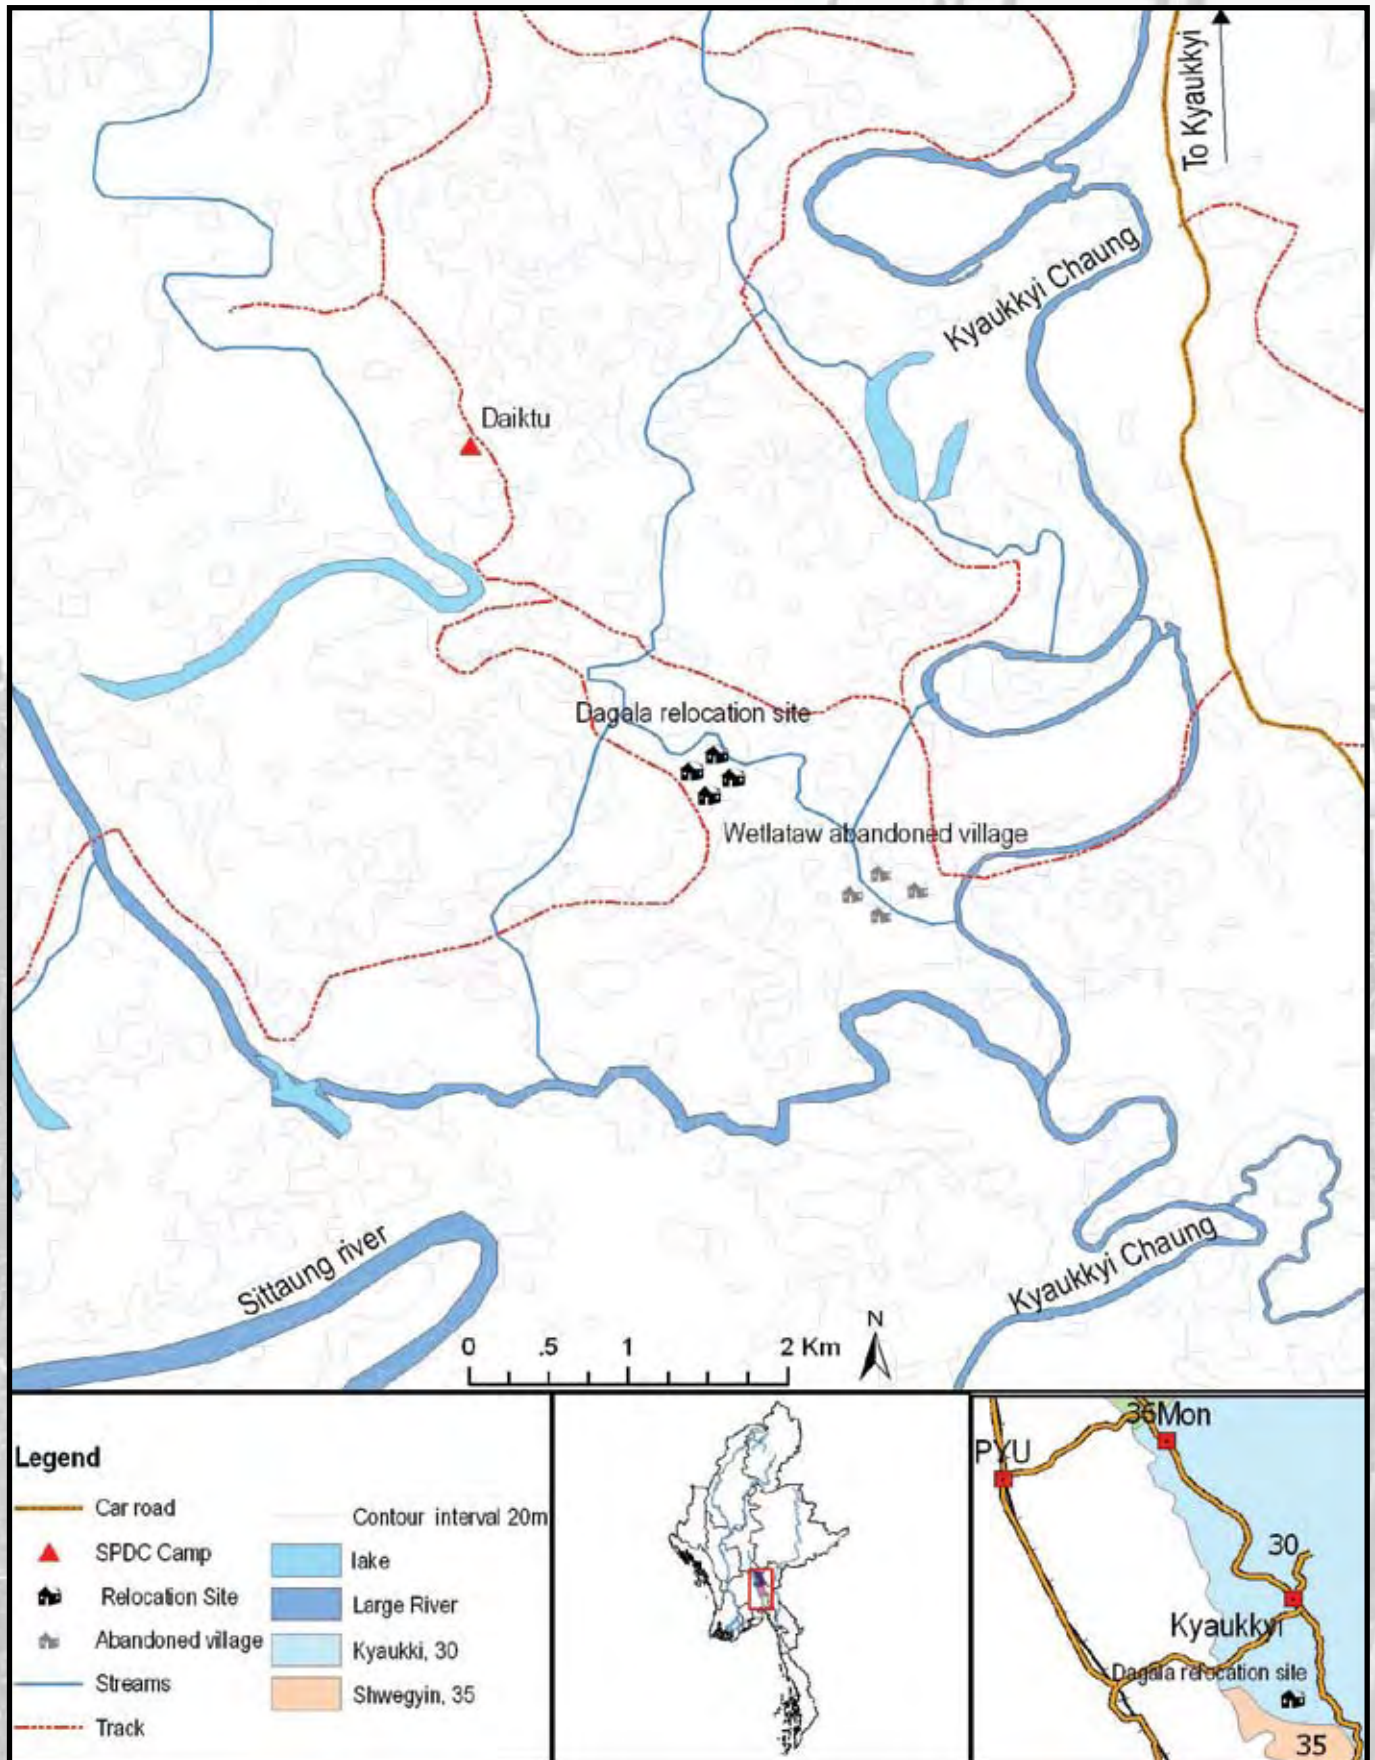 To Kyaukkyi
Kyaukkyi Chaung
Daiktu
Dagala relocation site
Wetlataw abandoned village
Sittaung river
Kyaukkyi Chaung
0 .5 1 2 Km
N
Legend
Car road
SPDC Camp
Relocation Site
Abandoned village
Streams
Track
Contour interval 20m
lake
Large River
Kyaukki, 30
Shwegyin, 35
36Mon
PYU
30
Kyaukkyi
Dagala relocation site
35